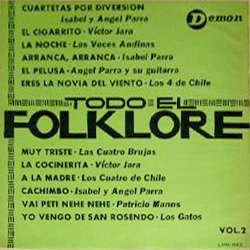 CUARTETAS POR DIVERSION
Isabel y Angel Parra
Demon
EL CIGARRITO - Víctor Jara
LA NOCHE - Las Voces Andinas
ARRANCA, ARRANCA - Isabel Parra
EL PELUSA - Angel Parra y su guitarra
ERES LA NOVIA DEL VIENTO - Los 4 de Chile
TODO EL
FOLKLORE
MUY TRISTE - Las Cuatro Brujas
LA COCINERITA - Víctor Jara
A LA MADRE - Los Cuatro de Chile
CACHIMBO - Isabel y Angel Parra
VAI PETI NEHE NEHE - Patricio Manns
YO VENGO DE SAN ROSENDO - Los Gatos
VOL. 2